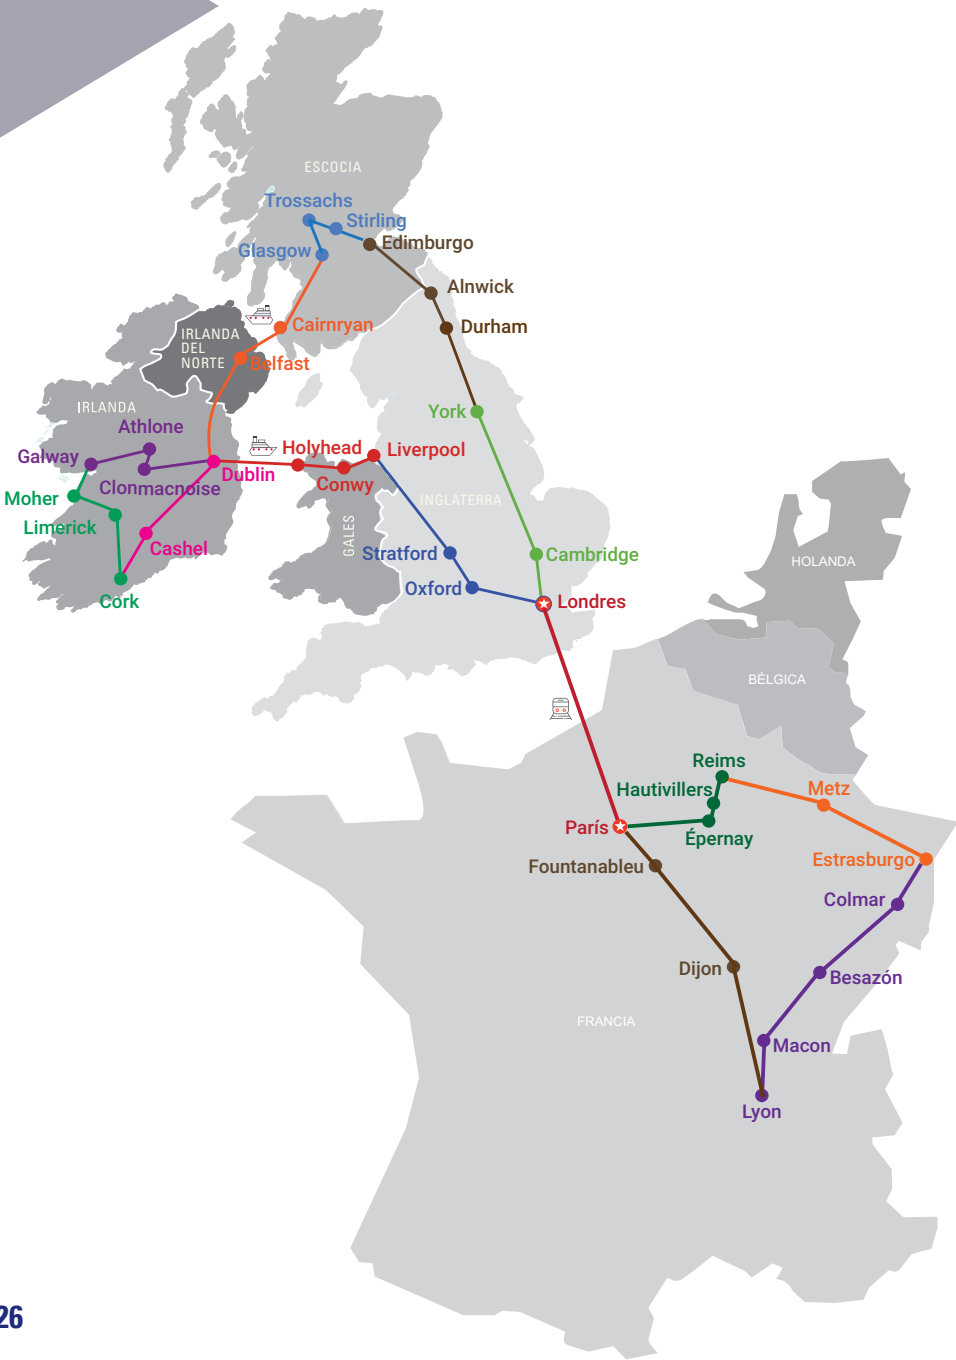 ESCOCIA
Trossachs
Stirling
Edimburgo
Glasgow
Alnwick
Cairnryan
Durham
IRLANDA
DEL
NORTE
Belfast
IRLANDA
York
Athlone
Galway
Holyhead
Liverpool
Dublin
Conwy
Clonmacnoise
Moher
INGLATERRA
Limerick
GALES
Cashel
Stratford
Cambridge
HOLANDA
Oxford
Córk
Londres
BÉLGICA
Reims
Hautivillers
Metz
París
Épernay
Fountanableu
Estrasburgo
Colmar
Dijon
Besazón
FRANCIA
Macon
Lyon
26